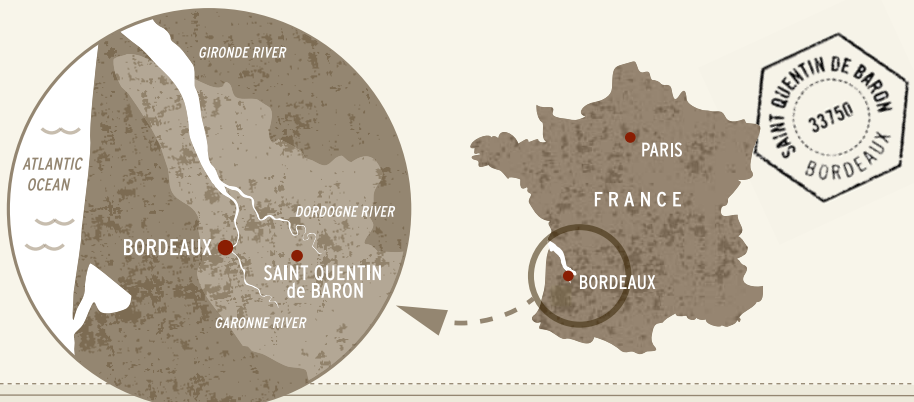 GIRONDE RIVER
ATLANTIC
OCEAN
DORDOGNE RIVER
BORDEAUX
SAINT QUENTIN
de BARON
GARONNE RIVER
PARIS
FRANCE
BORDEAUX
SAINT QUENTIN DE BARON
33750
BORDEAUX